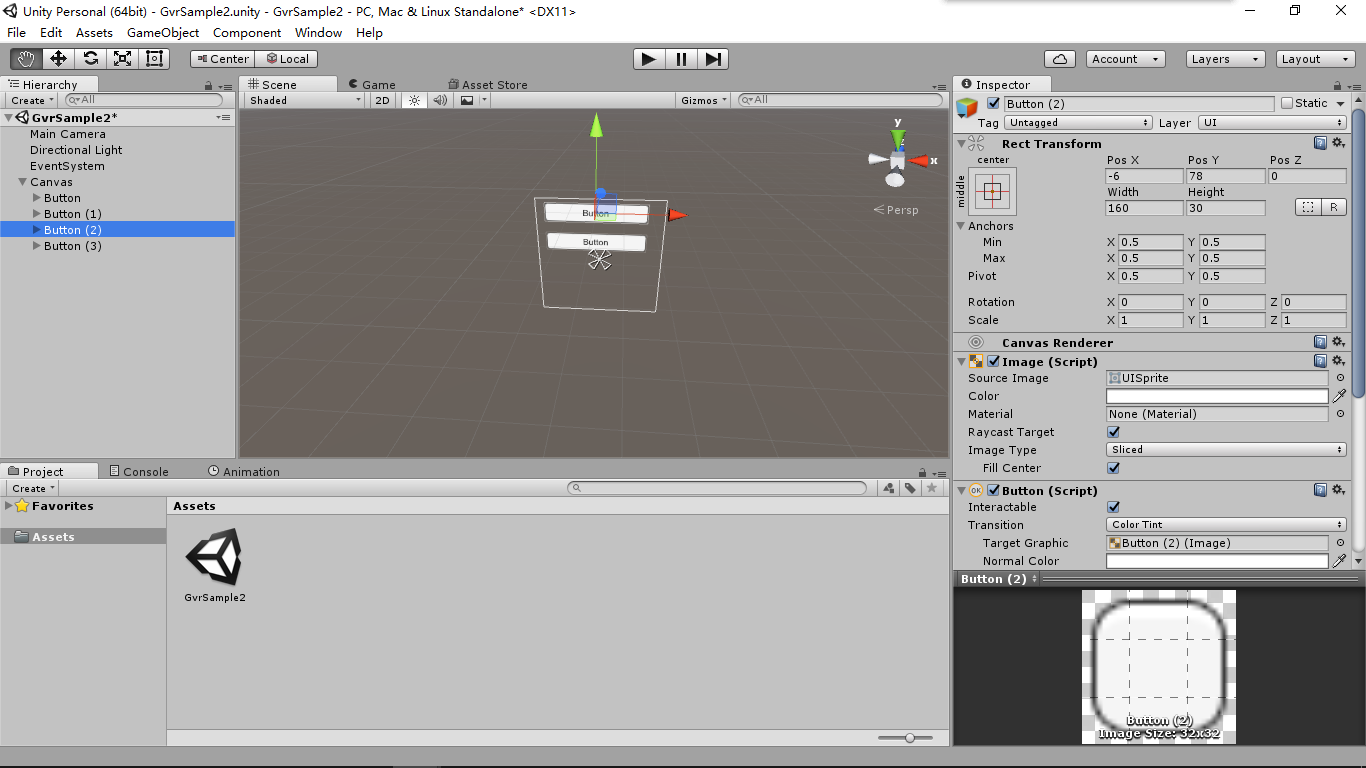 Unity Personal (64bit) - GvrSample2.unity - GvrSample2 - PC, Mac & Linux Standalone* <DX11>
File Edit Assets GameObject Component Window Help
Center Local Account Layers Layout
Hierarchy
Create All
GvrSample2*
Main Camera
Directional Light
EventSystem
Canvas
Button
Button (1)
Button (2)
Button (3)
Scene Game Asset Store
Shaded 2D Gizmos All
y
z
x
Persp
Button
Button
Project Console Animation
Create
Favorites
Assets
Assets
GvrSample2
Inspector
Button (2) Static
Tag Untagged Layer UI
Rect Transform
center Pos X Pos Y Pos Z
middle
-6 78 0
Width Height
160 30 R
Anchors
Min X 0.5 Y 0.5
Max X 0.5 Y 0.5
Pivot X 0.5 Y 0.5
Rotation X 0 Y 0 Z 0
Scale X 1 Y 1 Z 1
Canvas Renderer
Image (Script)
Source Image UISprite
Color
Material None (Material)
Raycast Target
Image Type Sliced
Fill Center
OK Button (Script)
Interactable
Transition Color Tint
Target Graphic Button (2) (Image)
Normal Color
Button (2)
Button (2)
Image Size: 32x32